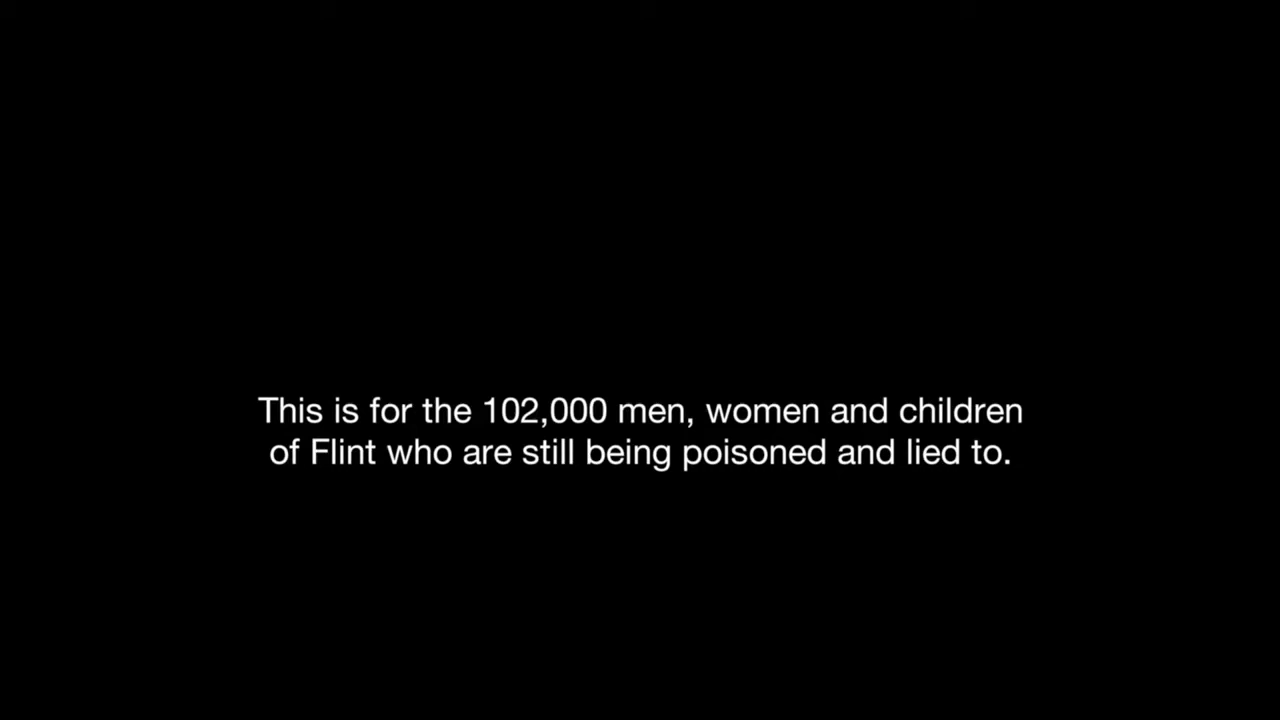 This is for the 102,000 men, women and children
of Flint who are still being poisoned and lied to.